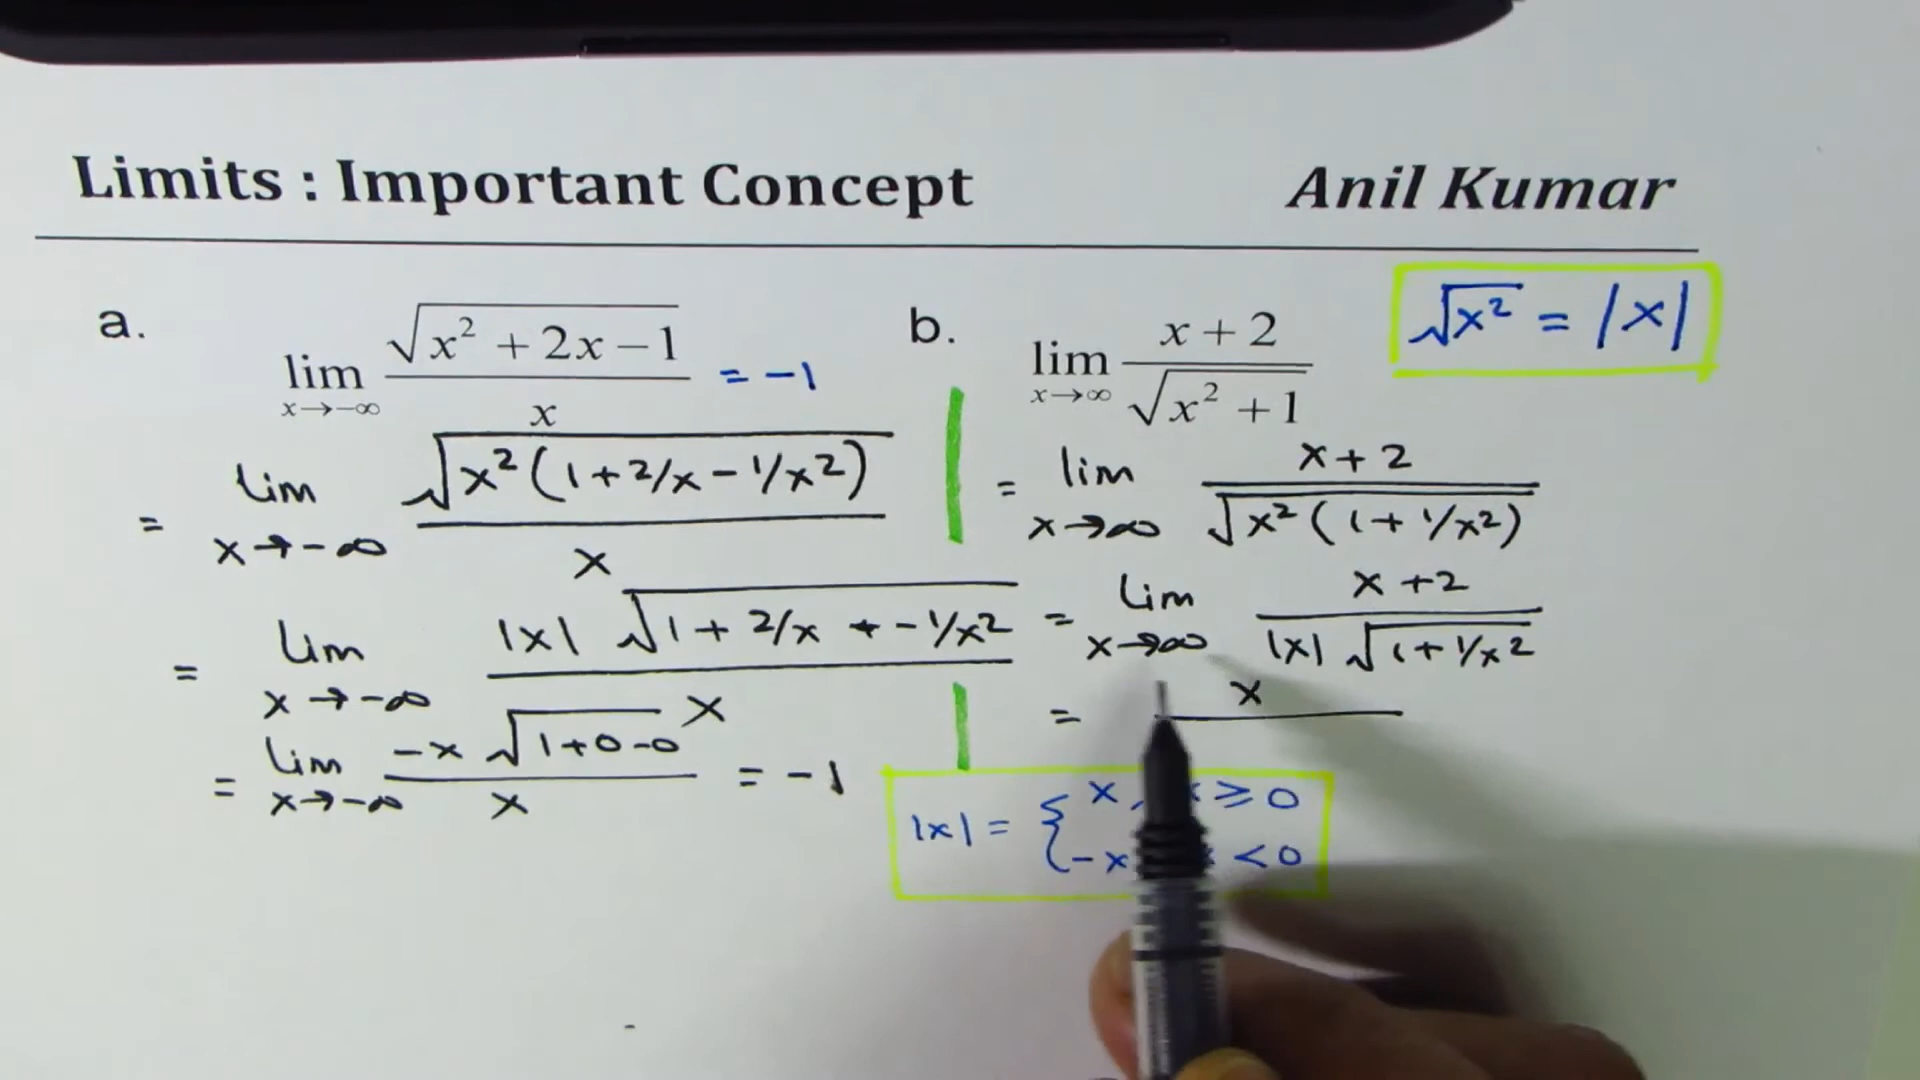 Limits : Important Concept Anil Kumar
a. lim x→-∞ √(x² + 2x − 1) / x = -1
= lim x→-∞ √(x²(1+2/x-1/x²)) / x
= lim x→-∞ |x| √(1+2/x - 1/x²) / x
= lim x→-∞ -x √(1+0-0) / x = -1
b. lim x→∞ x + 2 / √(x² + 1)
√x² = |x|
= lim x→∞ x+2 / √(x²(1+1/x²))
= lim x→∞ x+2 / |x| √(1+1/x²)
= x
|x| = { x, x ≥ 0
-x < 0